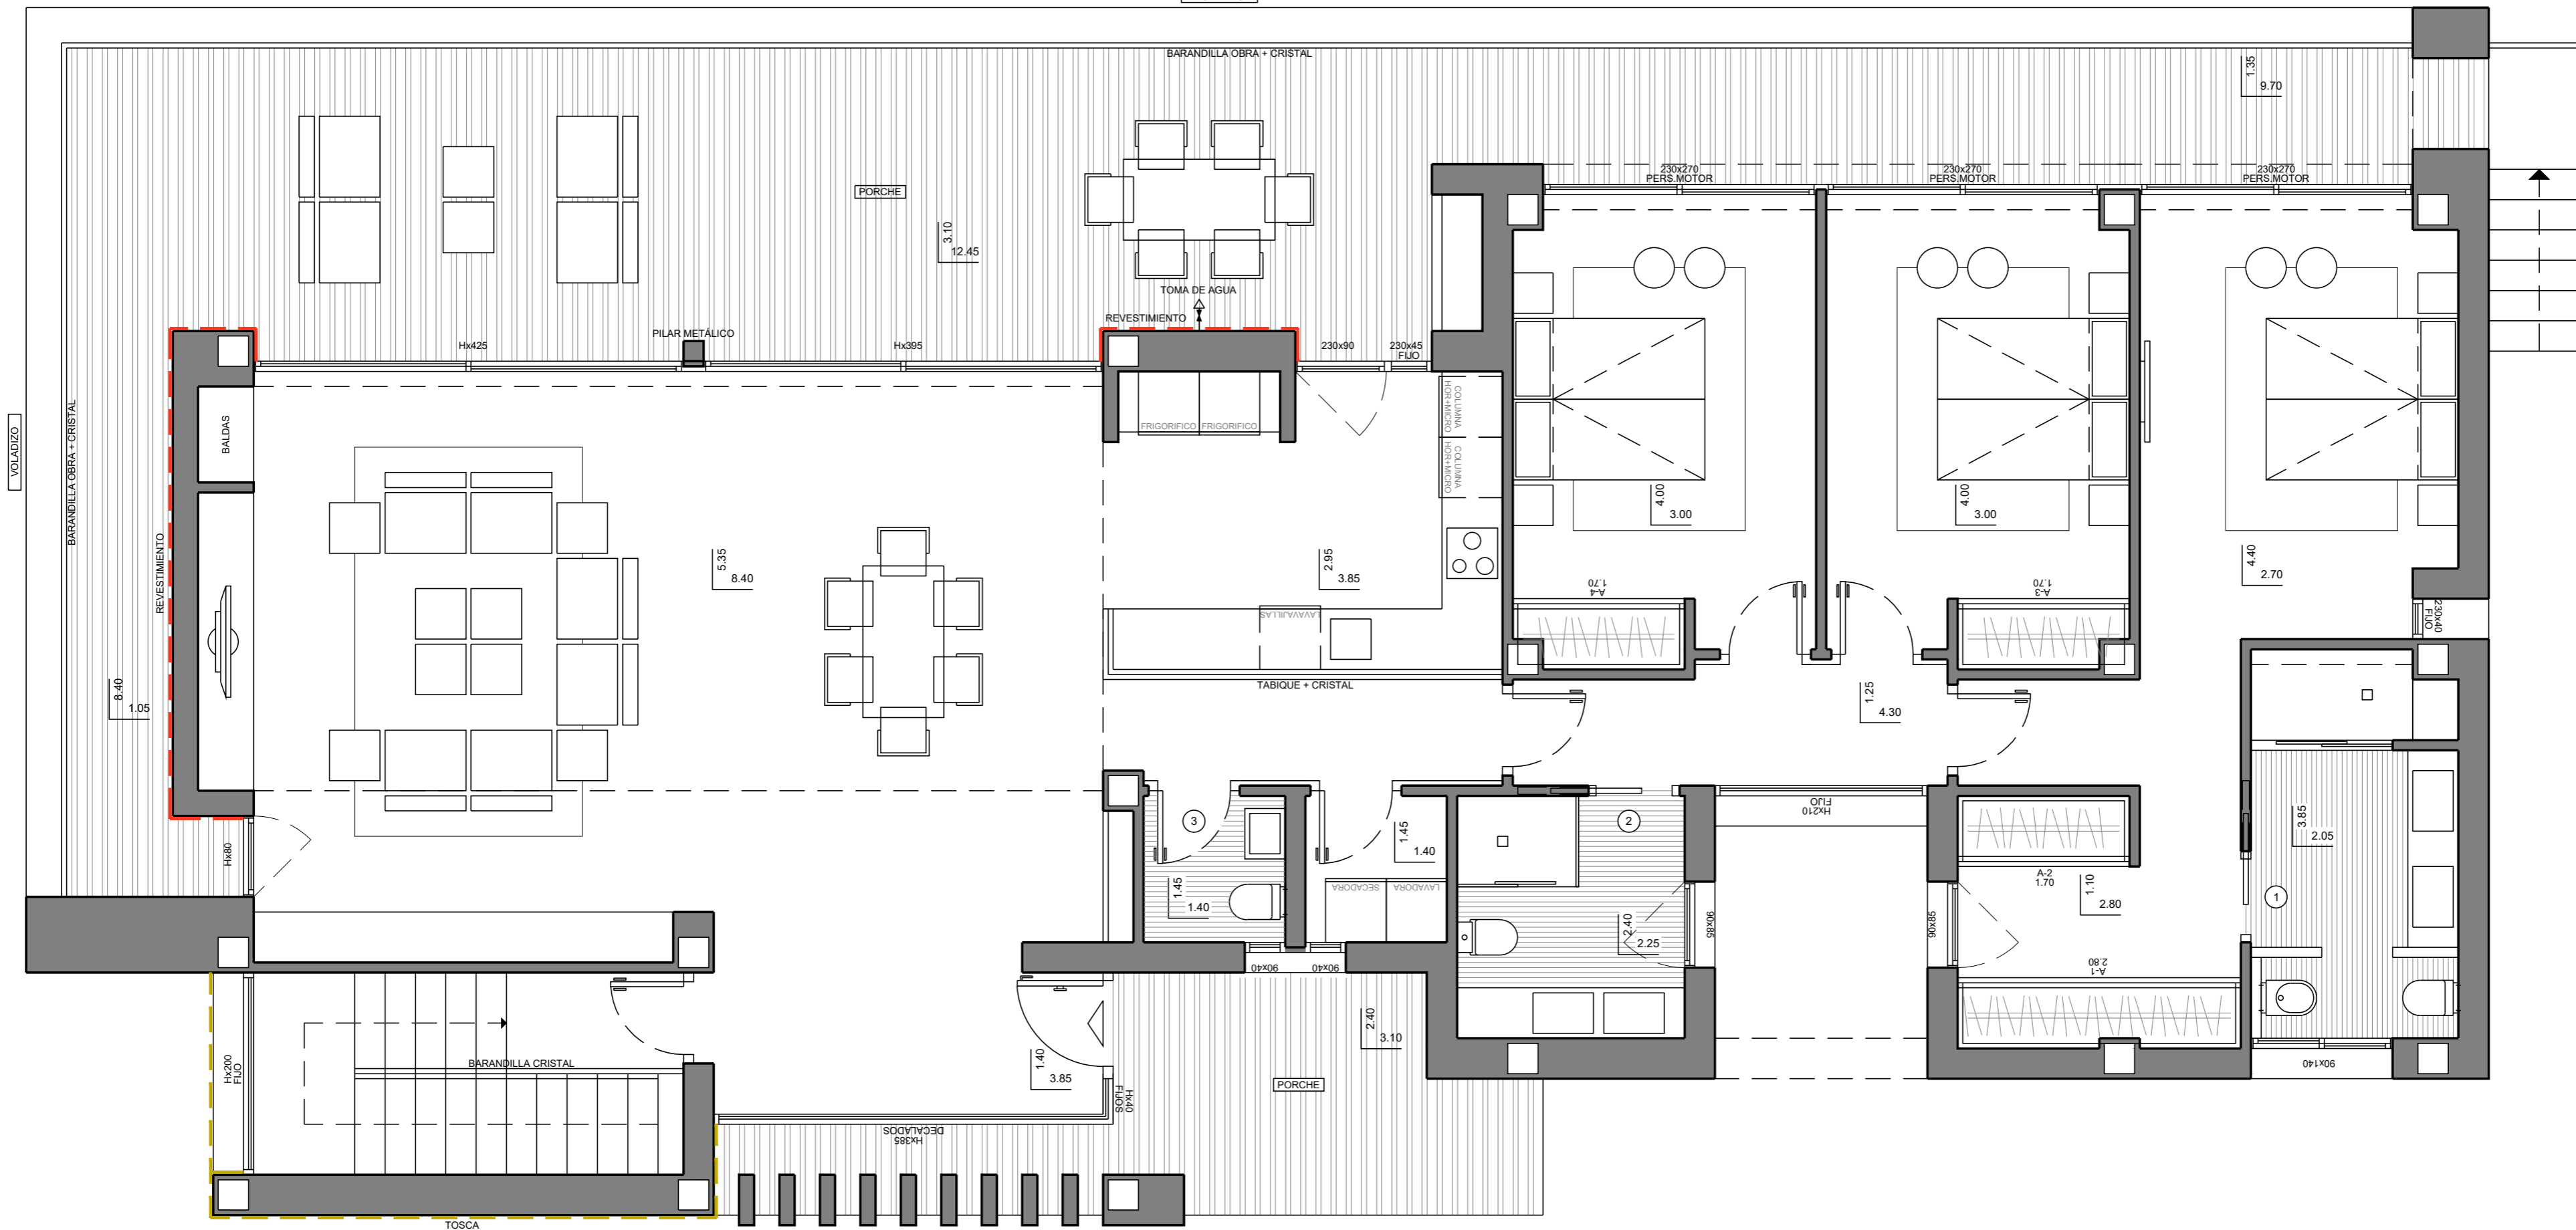 BARANDILLA OBRA + CRISTAL
1.35
9.70
230x270
PERS.MOTOR
230x270
PERS.MOTOR
230x270
PERS.MOTOR
PORCHE
3.10
12.45
TOMA DE AGUA
REVESTIMIENTO
PILAR METÁLICO
Hx425
Hx395
230x90
230x45
FIJO
VOLADIZO
BARANDILLA OBRA + CRISTAL
REVESTIMIENTO
BALDAS
FRIGORIFICO
FRIGORIFICO
COLUMNA
HOR+MICRO
COLUMNA
HOR+MICRO
4.00
3.00
4.00
3.00
4.40
2.70
5.35
8.40
2.95
3.85
A-4
1.70
A-3
1.70
230x40
FIJO
LAVAJILLAS
TABIQUE + CRISTAL
8.40
1.05
1.25
4.30
Hx80
3
1.45
1.40
1.45
1.40
SECADORA
LAVADORA
2
Hx210
FIJO
3.85
2.05
A-2
1.70
1.10
2.80
1
2.40
2.25
90x85
90x85
90x40
90x40
A-1
2.80
2.40
3.10
Hx200
FIJO
BARANDILLA CRISTAL
1.40
3.85
Hx40
FIJOS
PORCHE
90x140
Hx385
DECALADOS
TOSCA